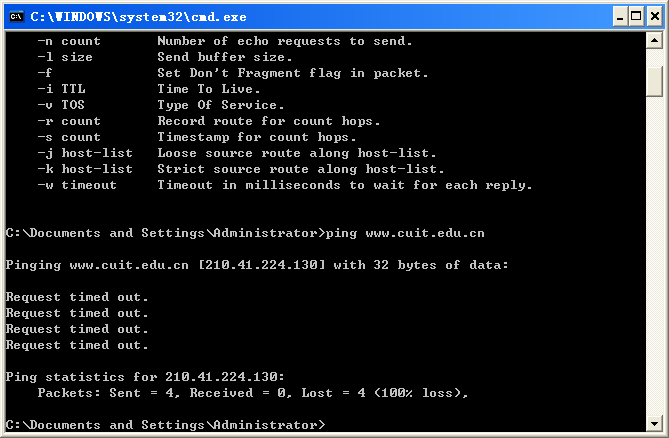 C:\WINDOWS\system32\cmd.exe
-n count       Number of echo requests to send.
-l size        Send buffer size.
-f             Set Don't Fragment flag in packet.
-i TTL         Time To Live.
-v TOS         Type Of Service.
-r count       Record route for count hops.
-s count       Timestamp for count hops.
-j host-list   Loose source route along host-list.
-k host-list   Strict source route along host-list.
-w timeout     Timeout in milliseconds to wait for each reply.
C:\Documents and Settings\Administrator>ping www.cuit.edu.cn
Pinging www.cuit.edu.cn [210.41.224.130] with 32 bytes of data:
Request timed out.
Request timed out.
Request timed out.
Request timed out.
Ping statistics for 210.41.224.130:
    Packets: Sent = 4, Received = 0, Lost = 4 (100% loss),
C:\Documents and Settings\Administrator>